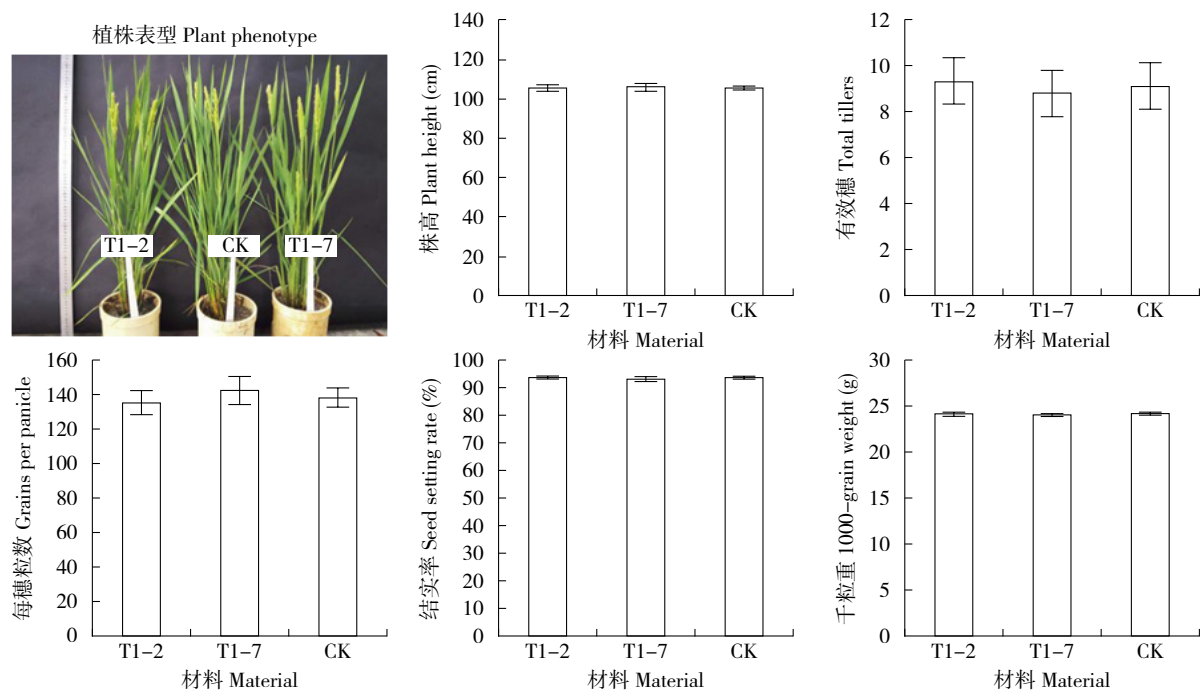 植株表型 Plant phenotype
T1-2
CK
T1-7
株高 Plant height (cm)
140
120
100
80
60
40
20
0
T1-2 T1-7 CK
材料 Material
有效穗 Total tillers
12
10
8
6
4
2
0
T1-2 T1-7 CK
材料 Material
每穗粒数 Grains per panicle
160
140
120
100
80
60
40
20
0
T1-2 T1-7 CK
材料 Material
结实率 Seed setting rate (%)
100
90
80
70
60
50
40
30
20
10
0
T1-2 T1-7 CK
材料 Material
千粒重 1000-grain weight (g)
30
25
20
15
10
5
0
T1-2 T1-7 CK
材料 Material